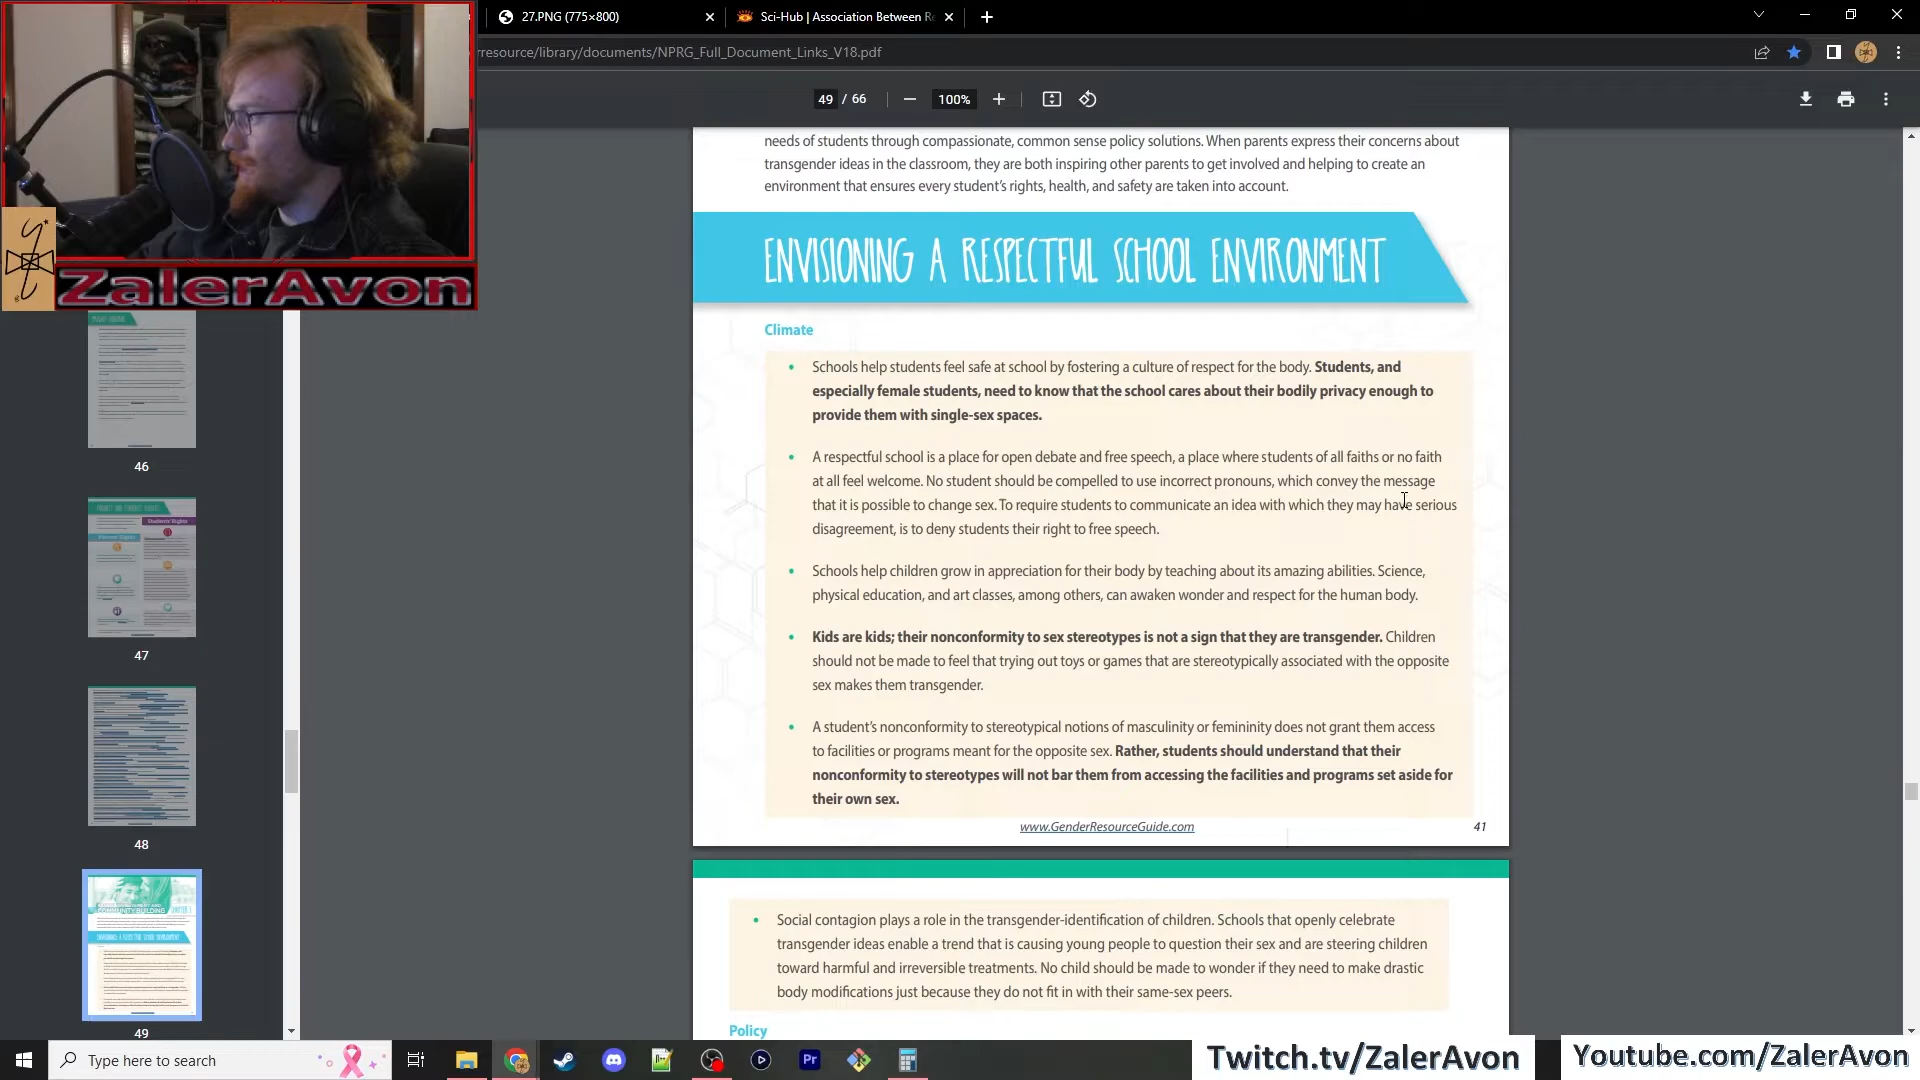 27.PNG (775×800)
Sci-Hub | Association Between Re
rresource/library/documents/NPRG_Full_Document_Links_V18.pdf
49 / 66
100%
ZalerAvon
46
47
48
49
needs of students through compassionate, common sense policy solutions. When parents express their concerns about
transgender ideas in the classroom, they are both inspiring other parents to get involved and helping to create an
environment that ensures every student's rights, health, and safety are taken into account.
ENVISIONING A RESPECTFUL SCHOOL ENVIRONMENT
Climate
• Schools help students feel safe at school by fostering a culture of respect for the body. Students, and
especially female students, need to know that the school cares about their bodily privacy enough to
provide them with single-sex spaces.
• A respectful school is a place for open debate and free speech, a place where students of all faiths or no faith
at all feel welcome. No student should be compelled to use incorrect pronouns, which convey the message
that it is possible to change sex. To require students to communicate an idea with which they may have serious
disagreement, is to deny students their right to free speech.
• Schools help children grow in appreciation for their body by teaching about its amazing abilities. Science,
physical education, and art classes, among others, can awaken wonder and respect for the human body.
• Kids are kids; their nonconformity to sex stereotypes is not a sign that they are transgender. Children
should not be made to feel that trying out toys or games that are stereotypically associated with the opposite
sex makes them transgender.
• A student's nonconformity to stereotypical notions of masculinity or femininity does not grant them access
to facilities or programs meant for the opposite sex. Rather, students should understand that their
nonconformity to stereotypes will not bar them from accessing the facilities and programs set aside for
their own sex.
www.GenderResourceGuide.com
41
• Social contagion plays a role in the transgender-identification of children. Schools that openly celebrate
transgender ideas enable a trend that is causing young people to question their sex and are steering children
toward harmful and irreversible treatments. No child should be made to wonder if they need to make drastic
body modifications just because they do not fit in with their same-sex peers.
Policy
Type here to search
Pr
Twitch.tv/ZalerAvon
Youtube.com/ZalerAvon